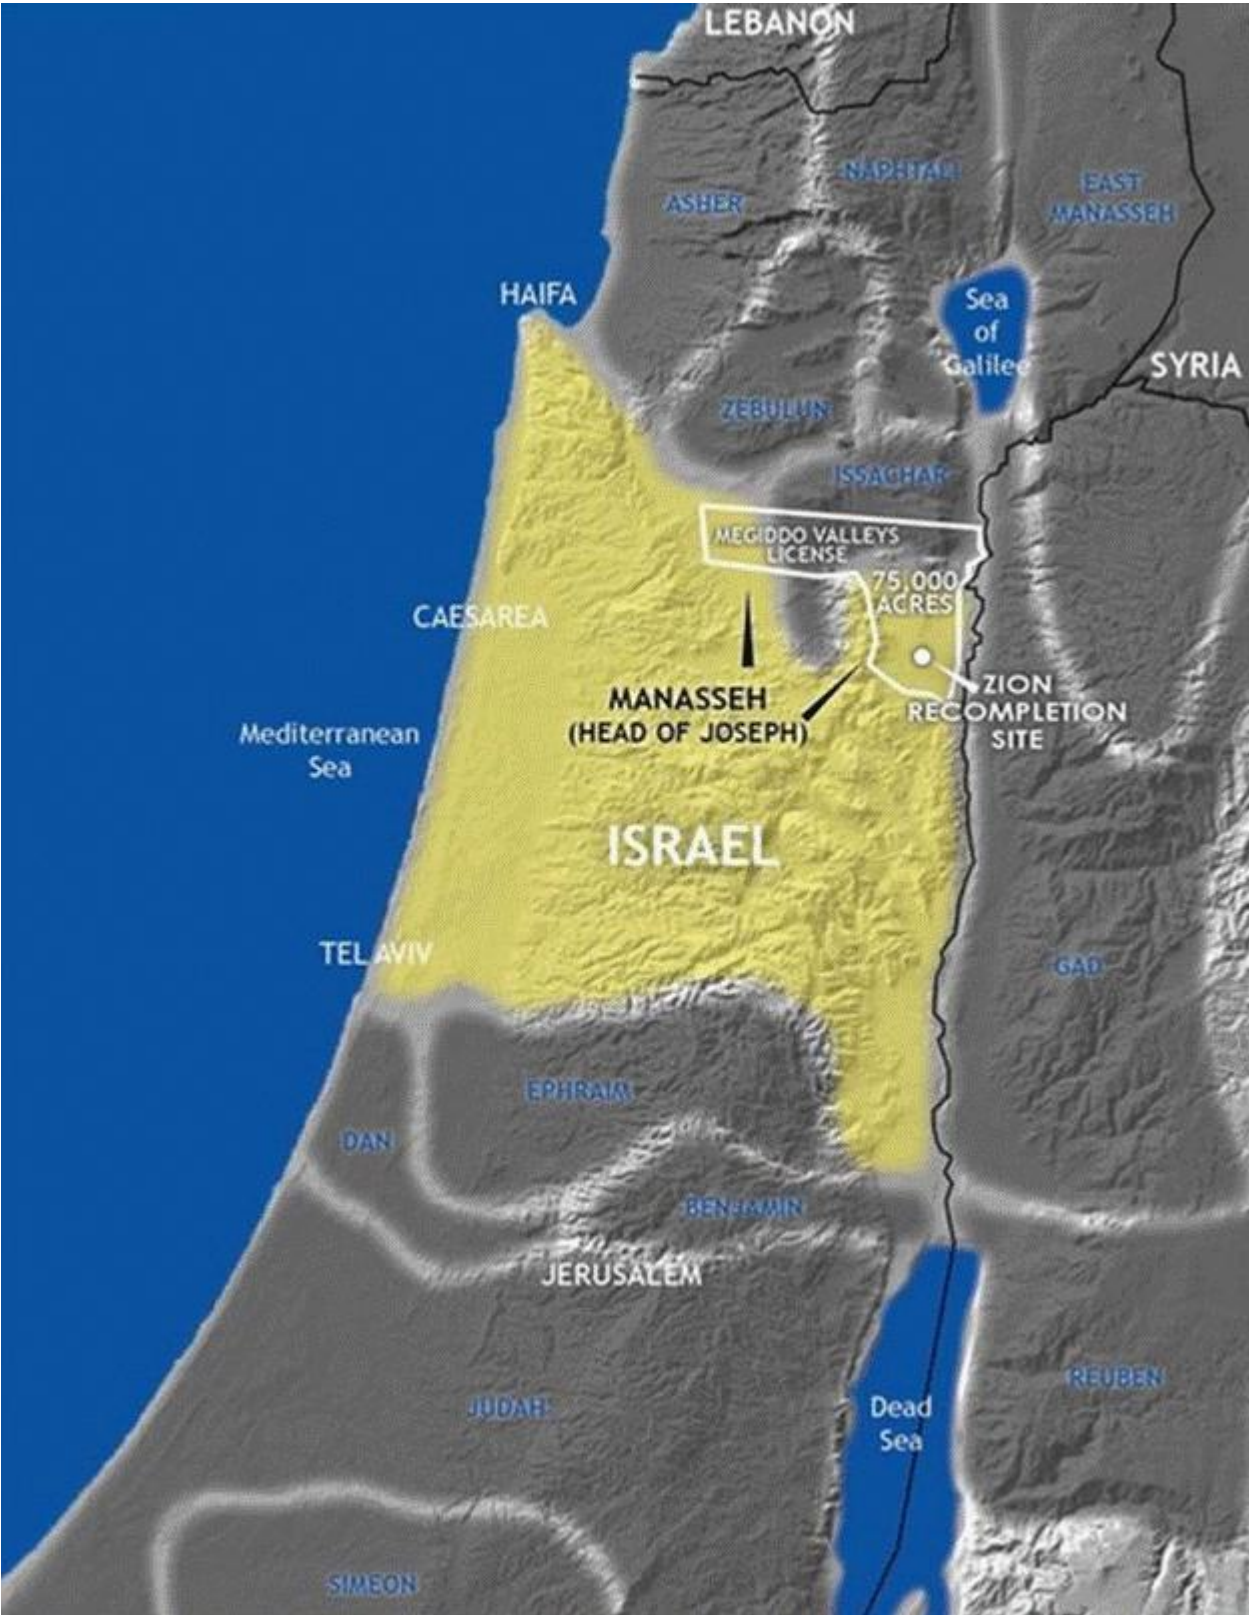 LEBANON
NAPHTALI
ASHER
EAST
MANASSEH
HAIFA
Sea
of
Galilee
SYRIA
ZEBULUN
ISSACHAR
MEGIDDO VALLEYS
LICENSE
75,000
ACRES
CAESAREA
ZION
RECOMPLETION
SITE
MANASSEH
(HEAD OF JOSEPH)
Mediterranean
Sea
ISRAEL
TEL AVIV
GAD
EPHRAIM
DAN
BENJAMIN
JERUSALEM
REUBEN
JUDAH
Dead
Sea
SIMEON